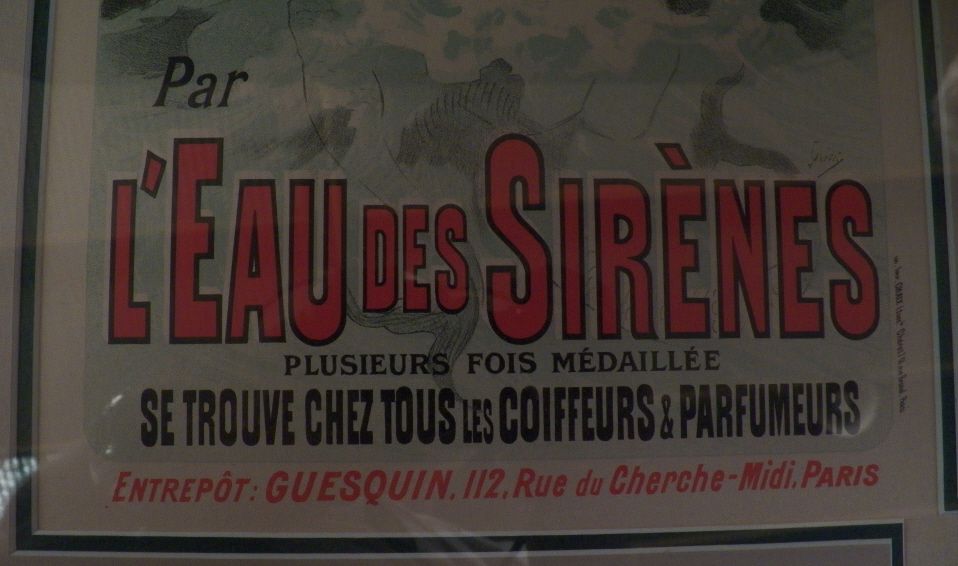 Par
L'EAU DES SIRÈNES
PLUSIEURS FOIS MÉDAILLÉE
SE TROUVE CHEZ TOUS LES COIFFEURS & PARFUMEURS
ENTREPÔT: GUESQUIN, 112, Rue du Cherche-Midi, PARIS